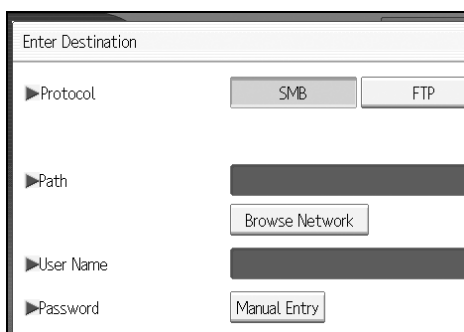 Enter Destination
▶Protocol SMB FTP
▶Path
Browse Network
▶User Name
▶Password Manual Entry